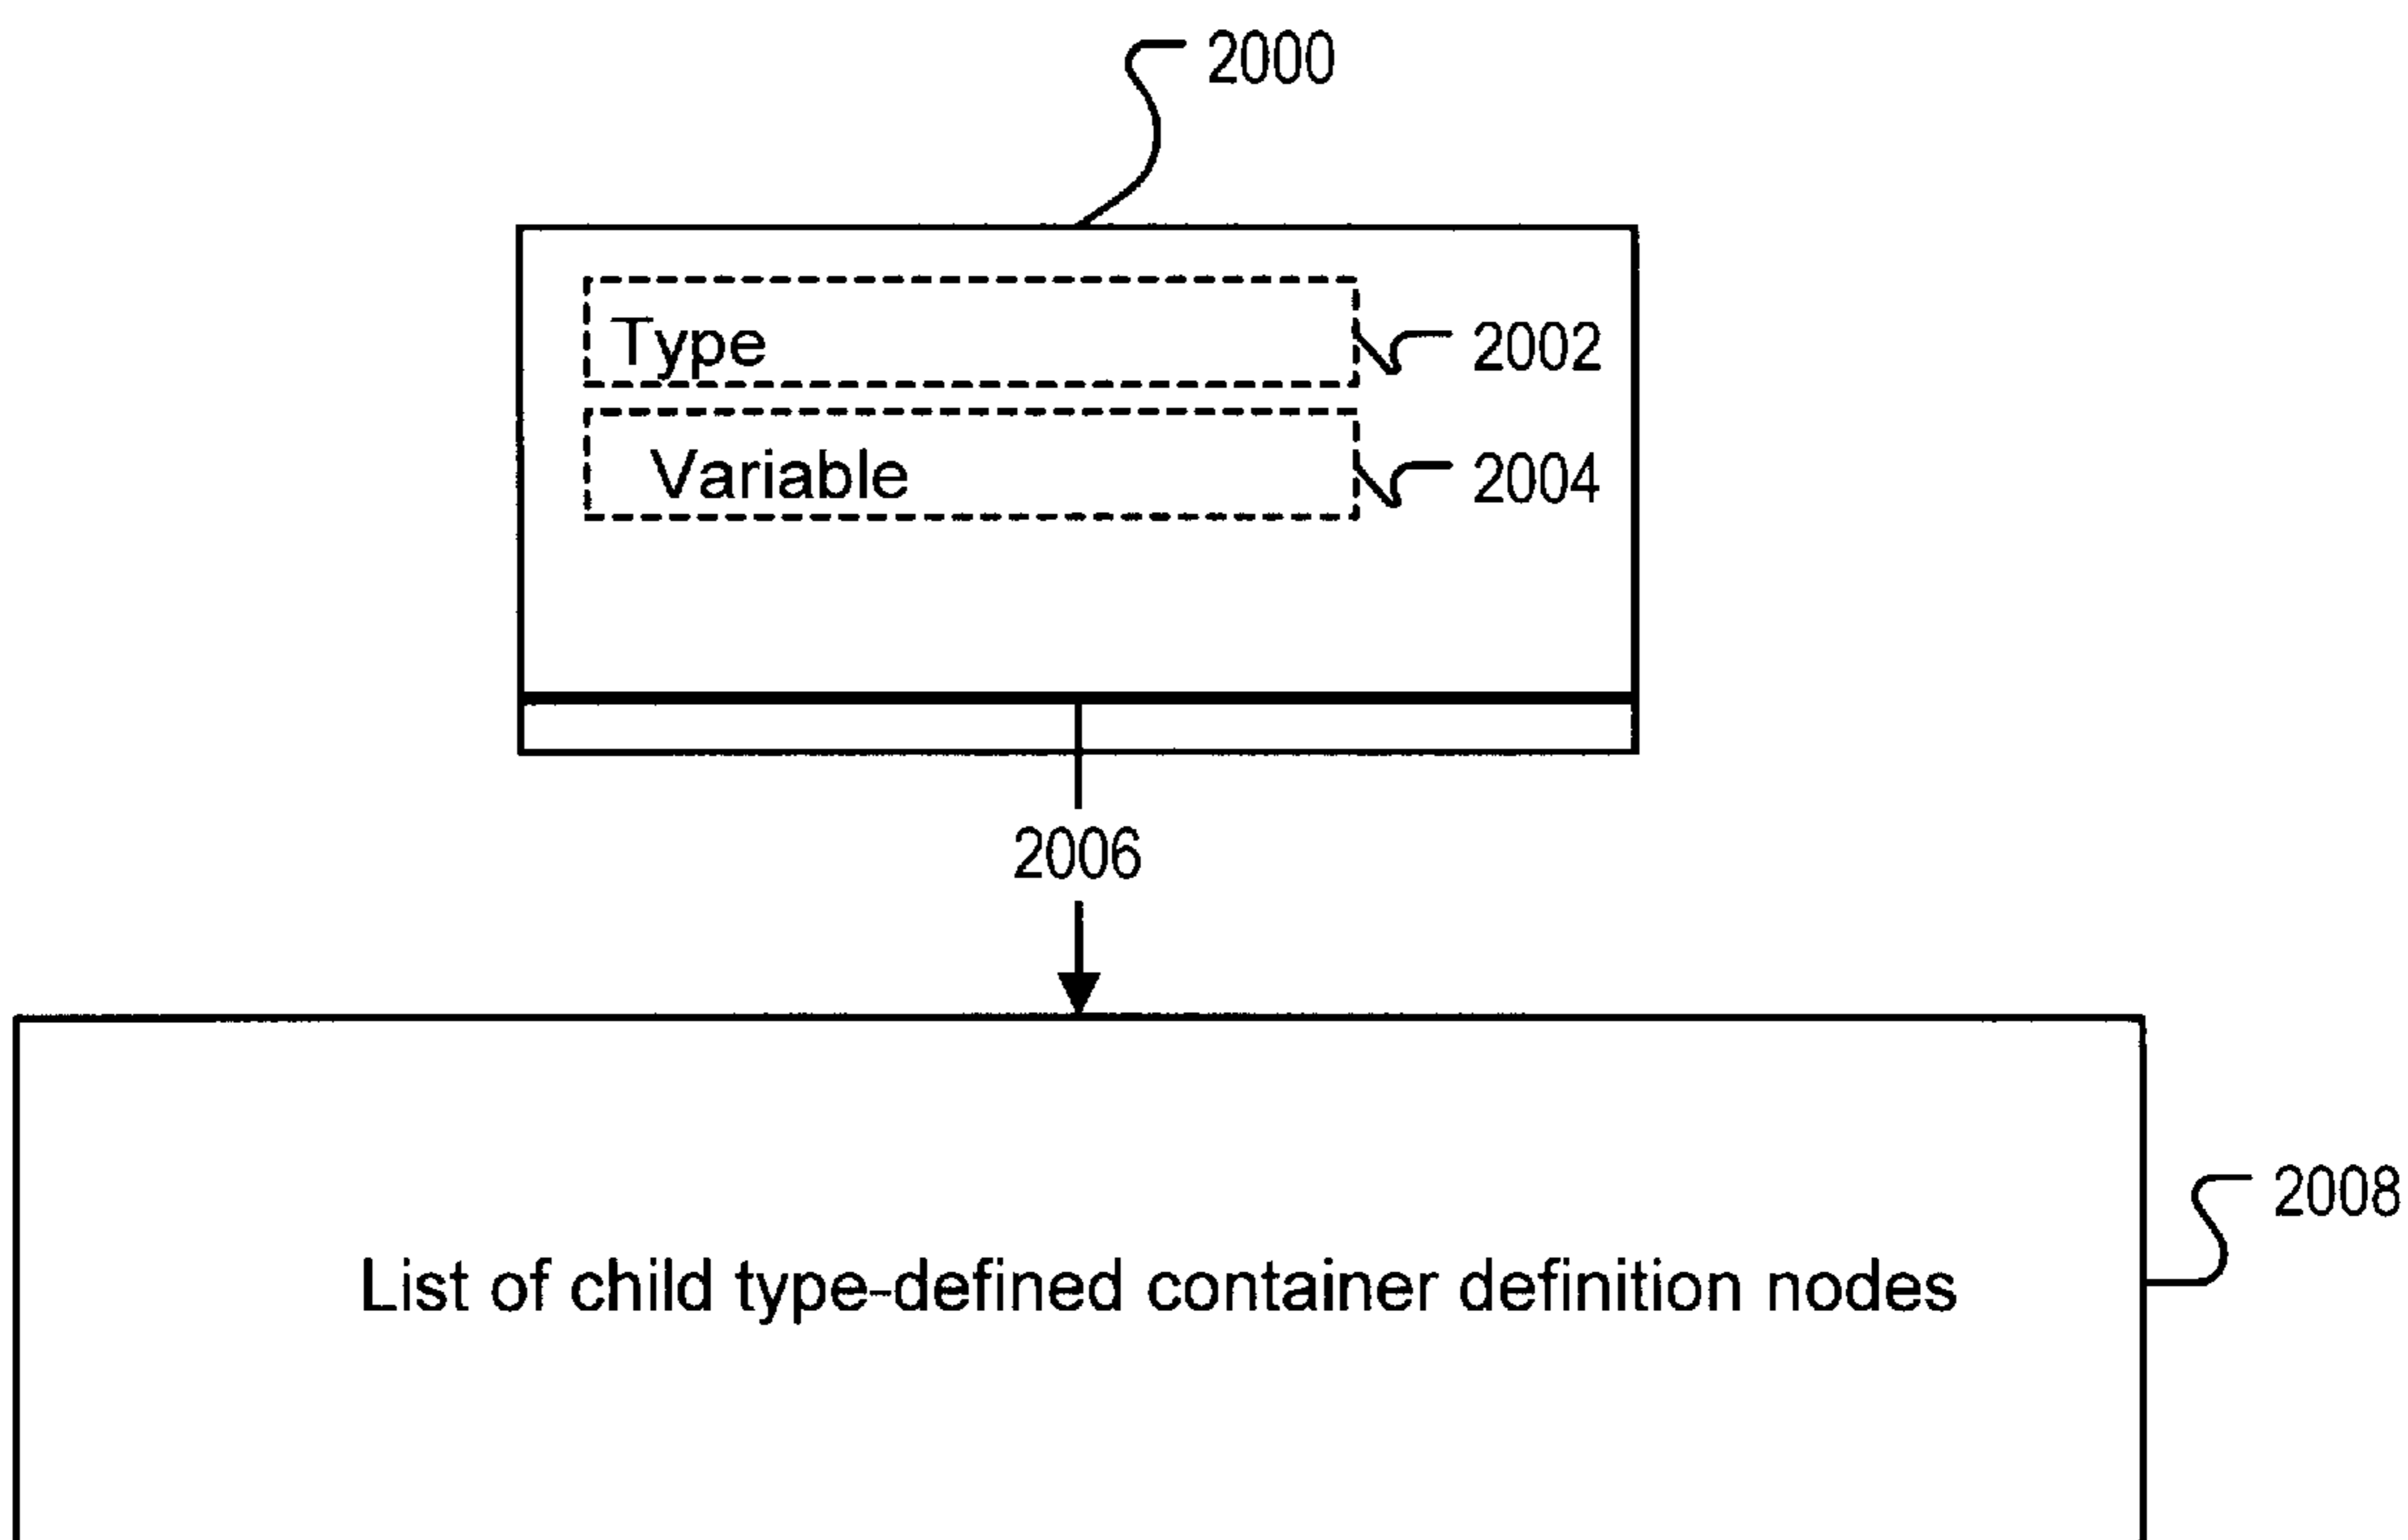 2000
Type
2002
Variable
2004
2006
2008
List of child type-defined container definition nodes